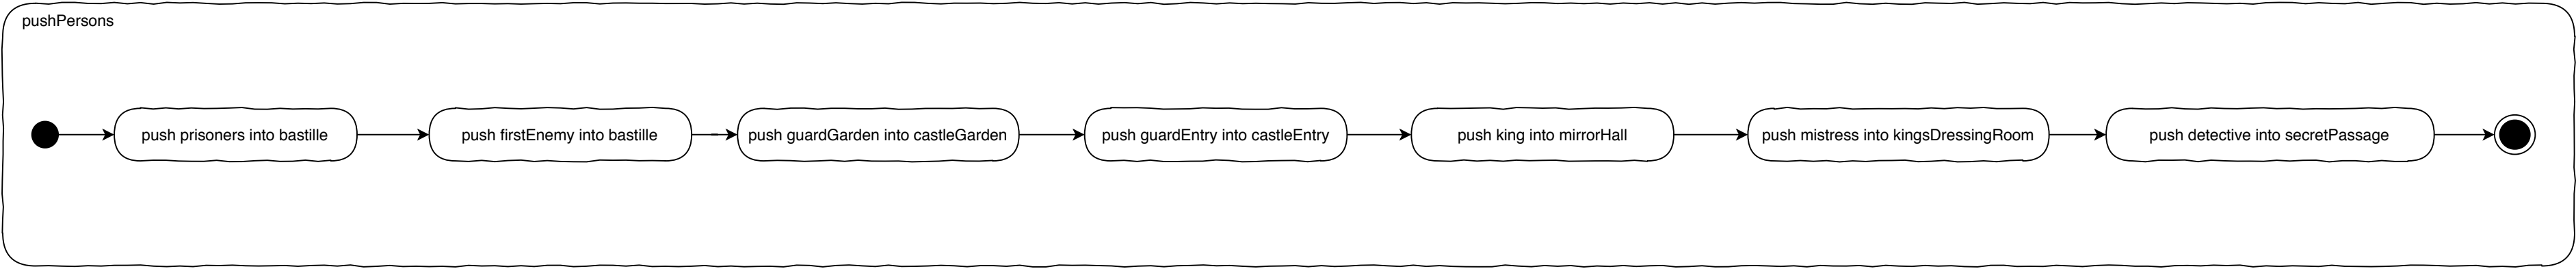 pushPersons
push prisoners into bastille
push firstEnemy into bastille
push guardGarden into castleGarden
push guardEntry into castleEntry
push king into mirrorHall
push mistress into kingsDressingRoom
push detective into secretPassage